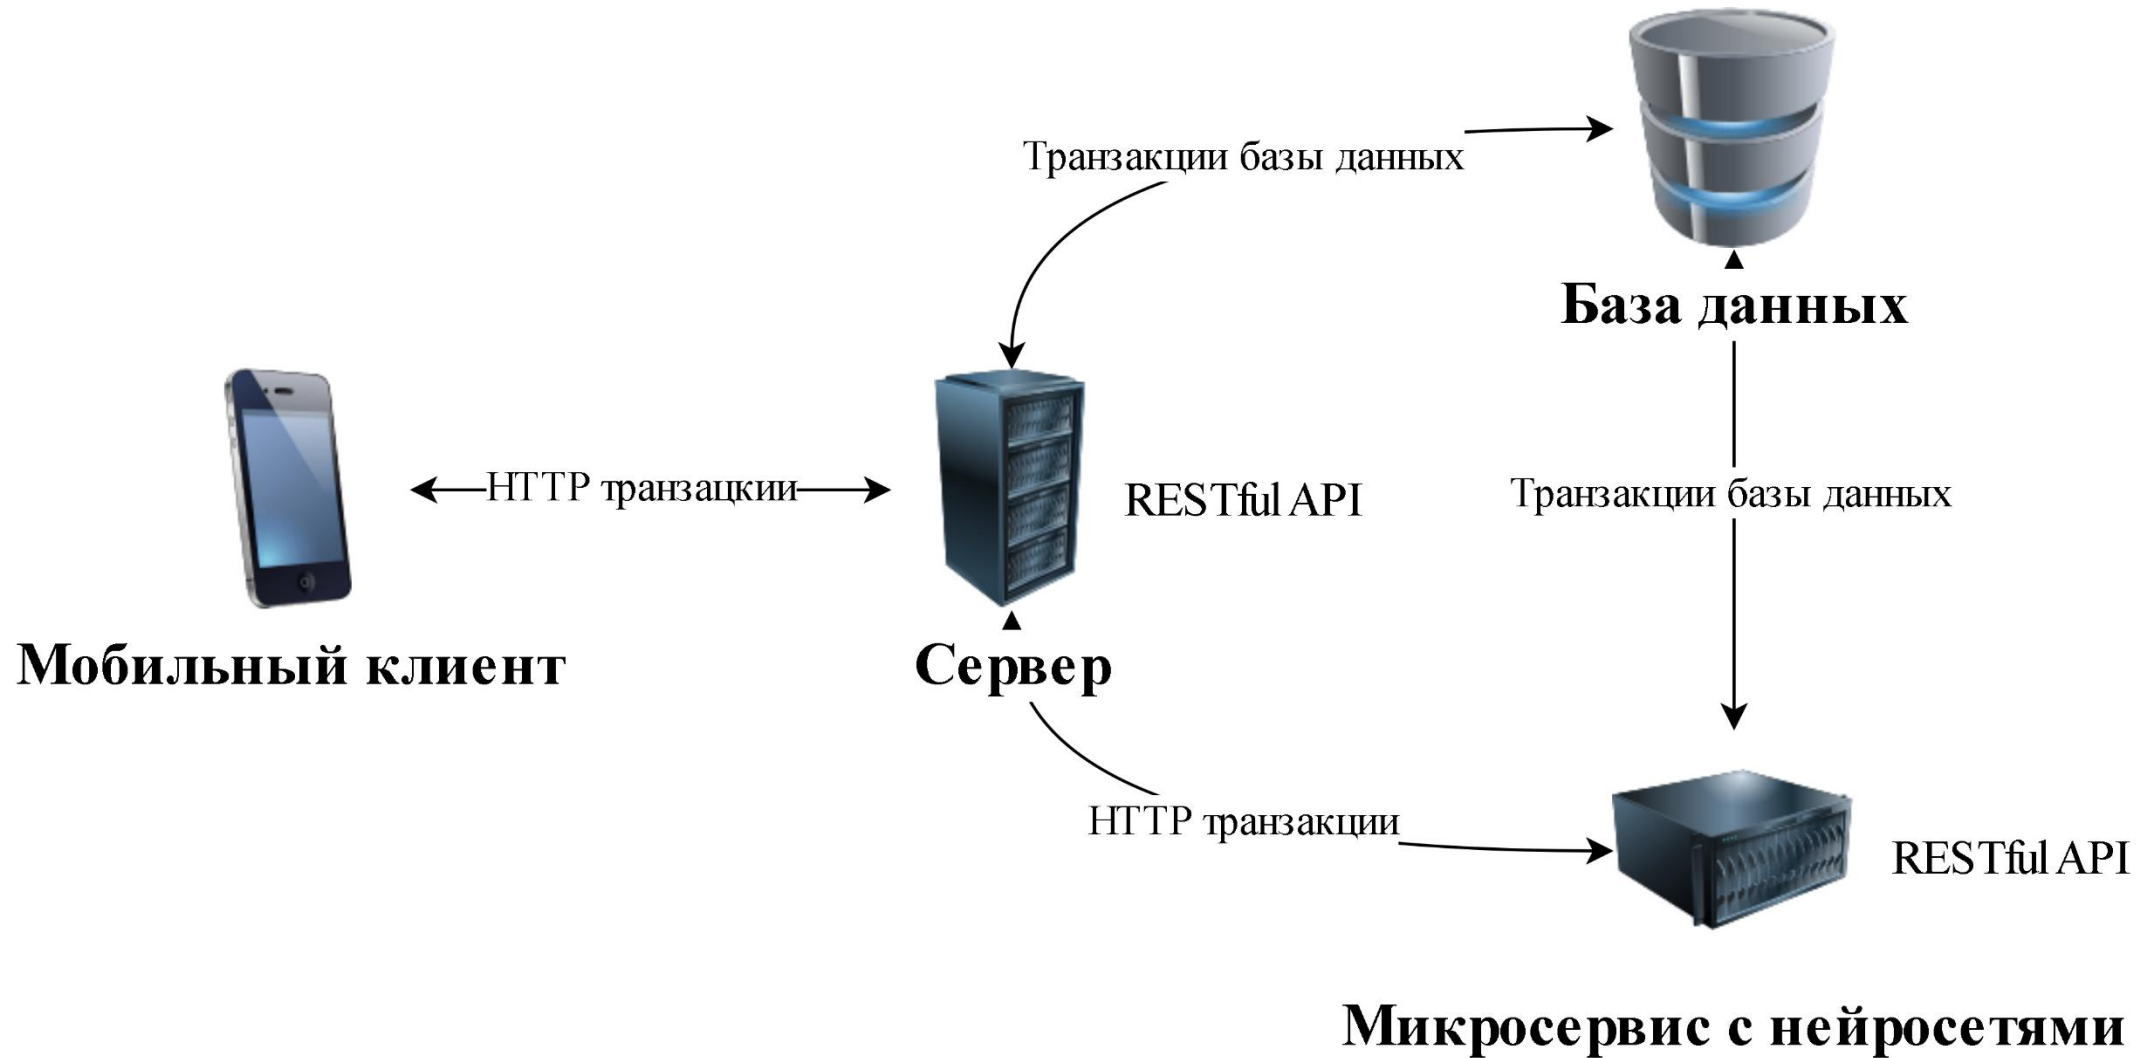 Транзакции базы данных
База данных
HTTP транзацкии
RESTful API
Транзакции базы данных
Мобильный клиент
Сервер
HTTP транзакции
RESTful API
Микросервис с нейросетями